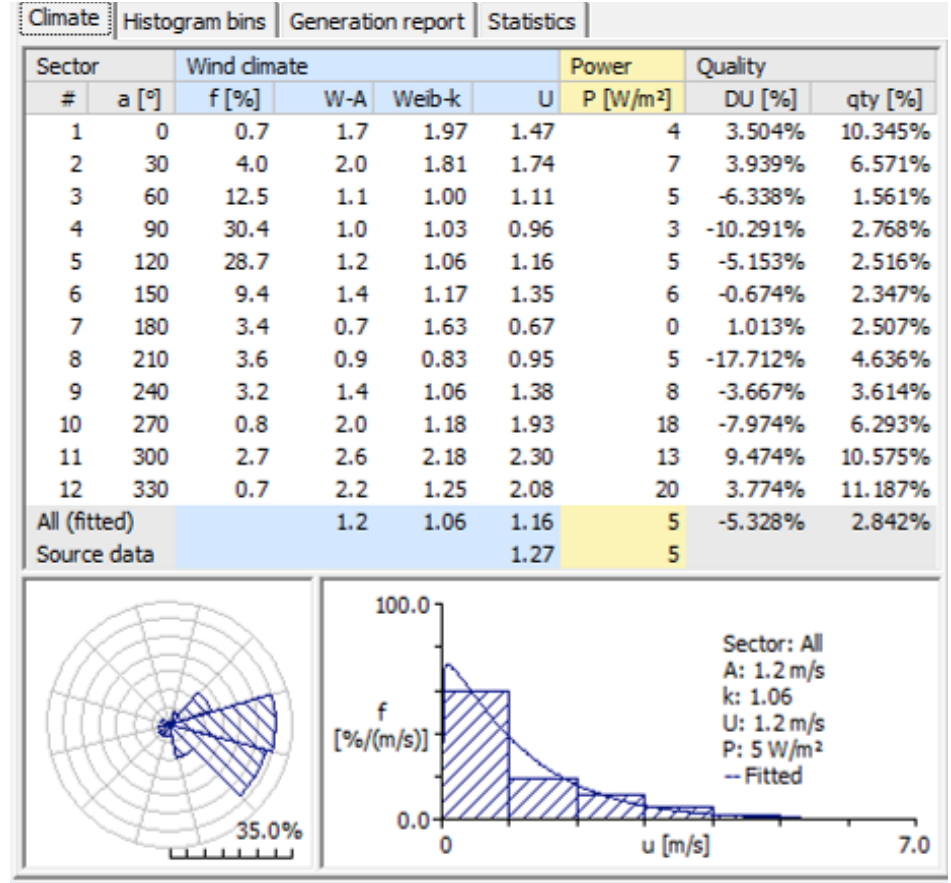 Climate Histogram bins Generation report Statistics
Sector Wind climate Power Quality
# a [º] f [%] W-A Weib-k U P [W/m²] DU [%] qty [%]
1 0 0.7 1.7 1.97 1.47 4 3.504% 10.345%
2 30 4.0 2.0 1.81 1.74 7 3.939% 6.571%
3 60 12.5 1.1 1.00 1.11 5 -6.338% 1.561%
4 90 30.4 1.0 1.03 0.96 3 -10.291% 2.768%
5 120 28.7 1.2 1.06 1.16 5 -5.153% 2.516%
6 150 9.4 1.4 1.17 1.35 6 -0.674% 2.347%
7 180 3.4 0.7 1.63 0.67 0 1.013% 2.507%
8 210 3.6 0.9 0.83 0.95 5 -17.712% 4.636%
9 240 3.2 1.4 1.06 1.38 8 -3.667% 3.614%
10 270 0.8 2.0 1.18 1.93 18 -7.974% 6.293%
11 300 2.7 2.6 2.18 2.30 13 9.474% 10.575%
12 330 0.7 2.2 1.25 2.08 20 3.774% 11.187%
All (fitted) 1.2 1.06 1.16 5 -5.328% 2.842%
Source data 1.27 5
35.0%
100.0
f
[%/(m/s)]
0.0
0 u [m/s] 7.0
Sector: All
A: 1.2 m/s
k: 1.06
U: 1.2 m/s
P: 5 W/m²
-- Fitted